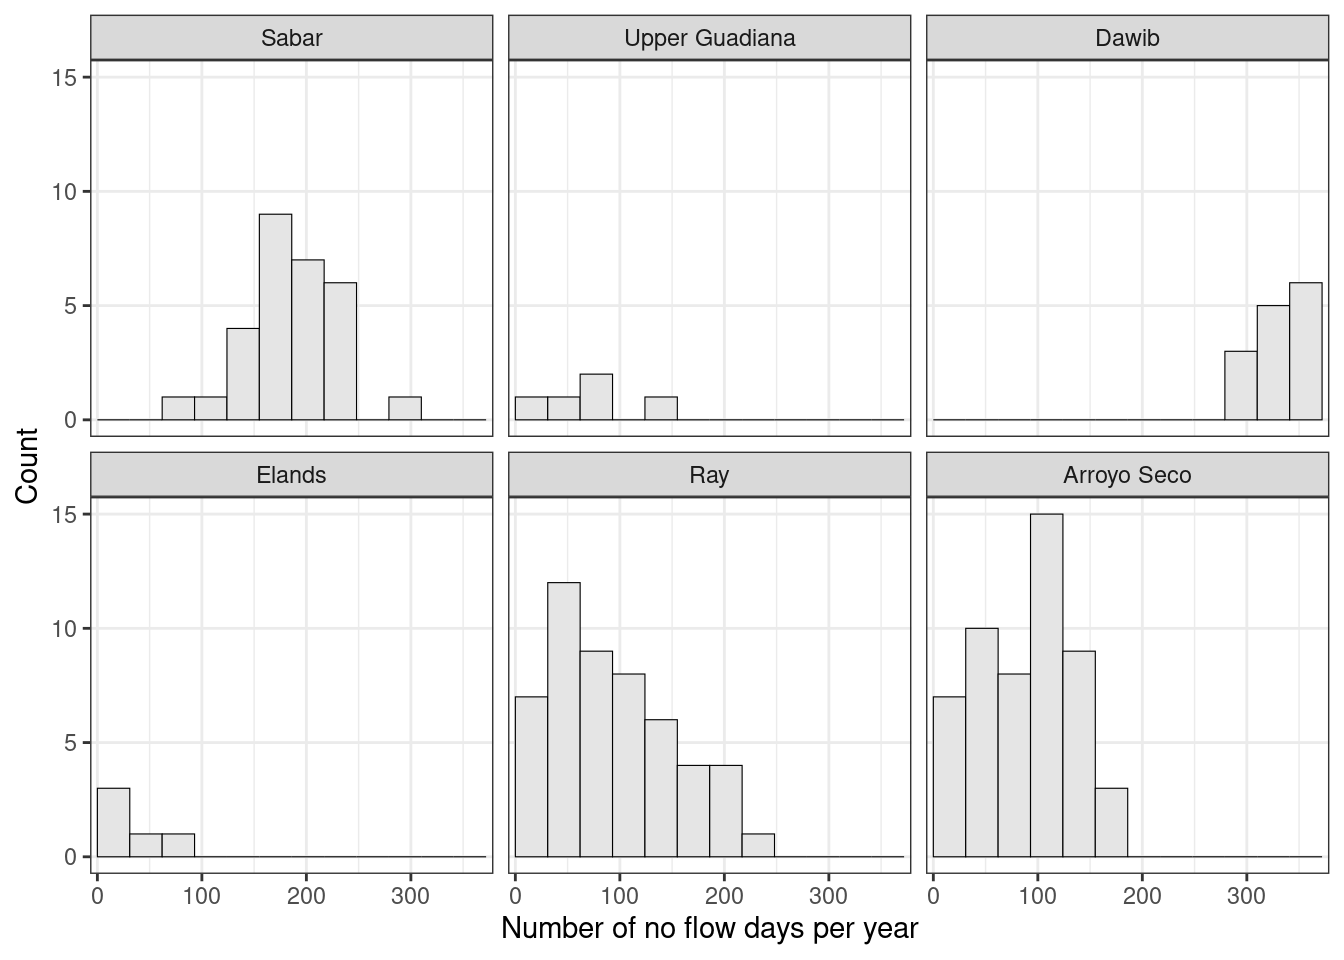 Sabar
Upper Guadiana
Dawib
15
10
5
0
Count
Elands
Ray
Arroyo Seco
15
10
5
0
0 100 200 300
0 100 200 300
0 100 200 300
Number of no flow days per year